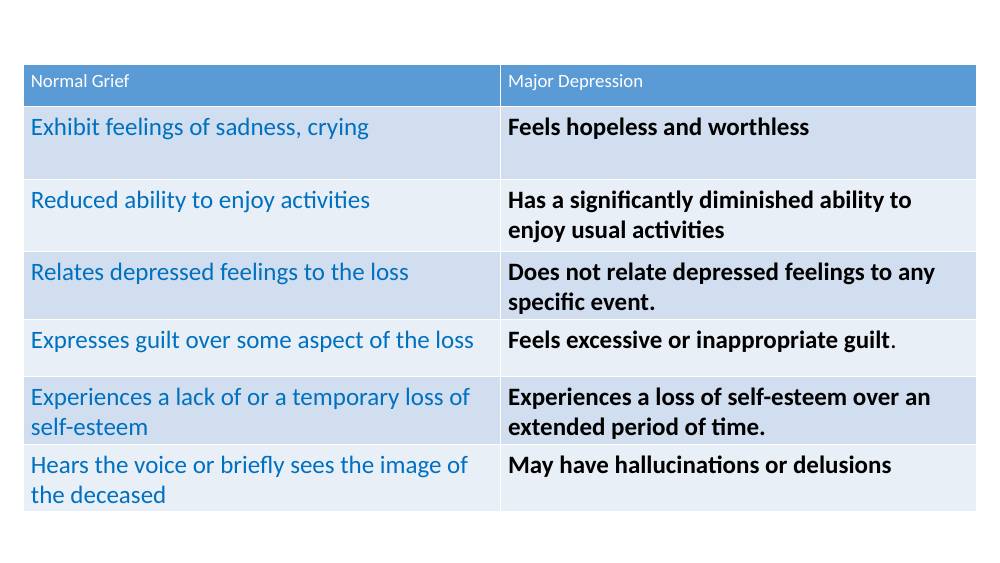 Normal Grief
Major Depression
Exhibit feelings of sadness, crying
Feels hopeless and worthless
Reduced ability to enjoy activities
Has a significantly diminished ability to
enjoy usual activities
Relates depressed feelings to the loss
Does not relate depressed feelings to any
specific event.
Expresses guilt over some aspect of the loss
Feels excessive or inappropriate guilt.
Experiences a lack of or a temporary loss of
self-esteem
Experiences a loss of self-esteem over an
extended period of time.
Hears the voice or briefly sees the image of
the deceased
May have hallucinations or delusions